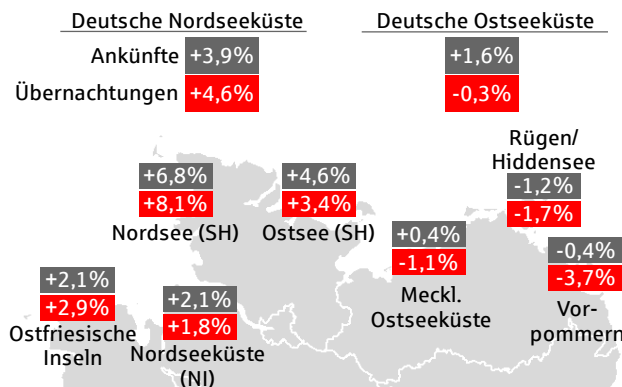 Deutsche Nordseeküste
Deutsche Ostseeküste
Ankünfte +3,9% +1,6%
Übernachtungen +4,6% -0,3%
Rügen/
Hiddensee
-1,2%
-1,7%
+6,8%
+8,1%
Nordsee (SH)
+4,6%
+3,4%
Ostsee (SH)
+0,4%
-1,1%
Meckl.
Ostseeküste
-0,4%
-3,7%
Vor-
pommern
+2,1%
+2,9%
Ostfriesische
Inseln
+2,1%
+1,8%
Nordseeküste
(NI)